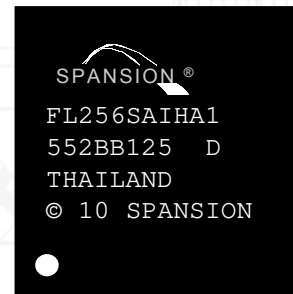 SPANSION ®
FL256SAIHA1
552BB125 D
THAILAND
© 10 SPANSION